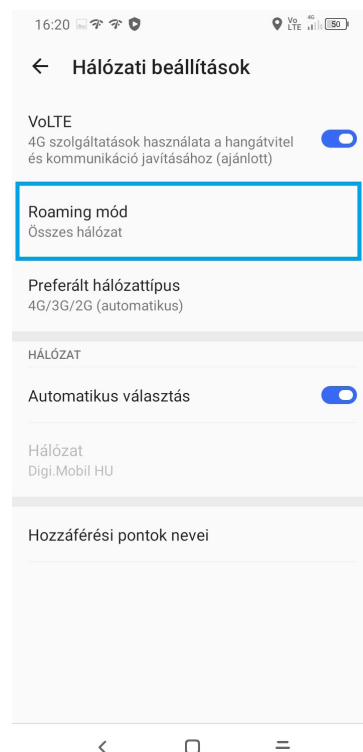 16:20
Vo LTE 4G 50
Hálózati beállítások
VoLTE
4G szolgáltatások használata a hangátvitel
és kommunikáció javításához (ajánlott)
Roaming mód
Összes hálózat
Preferált hálózattípus
4G/3G/2G (automatikus)
HÁLÓZAT
Automatikus választás
Hálózat
Digi.Mobil HU
Hozzáférési pontok nevei